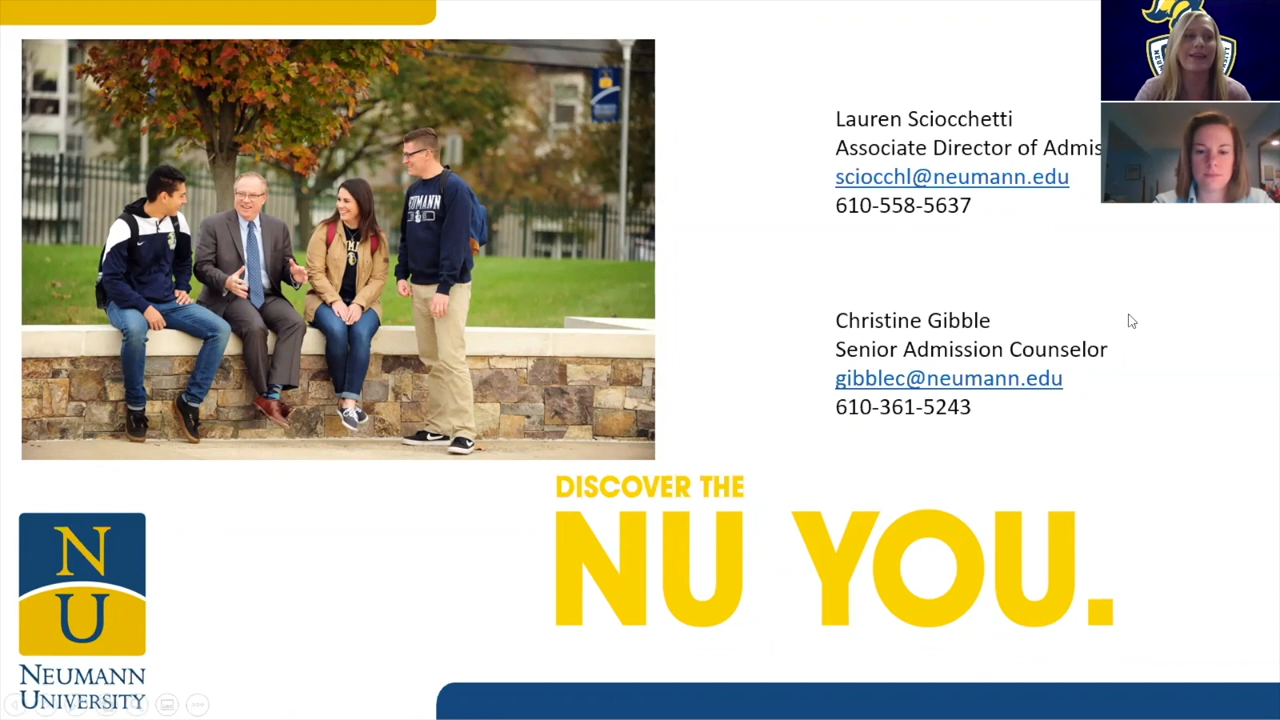 Lauren Sciocchetti
Associate Director of Admis
sciocchl@neumann.edu
610-558-5637
Christine Gibble
Senior Admission Counselor
gibblec@neumann.edu
610-361-5243
DISCOVER THE
NU YOU.
NU
NEUMANN
UNIVERSITY